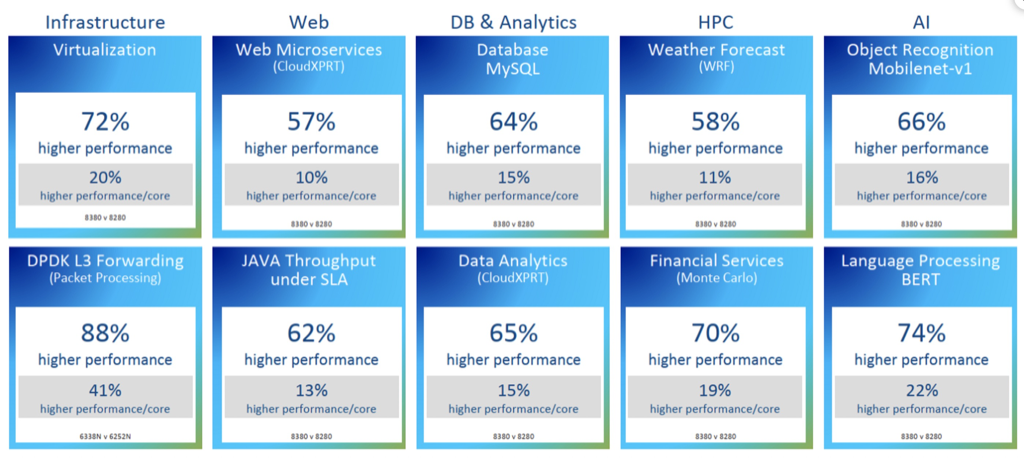 Infrastructure
Web
DB & Analytics
HPC
AI
Virtualization
72%
higher performance
20%
higher performance/core
8380 v 8280
Web Microservices
(CloudXPRT)
57%
higher performance
10%
higher performance/core
8380 v 8280
Database
MySQL
64%
higher performance
15%
higher performance/core
8380 v 8280
Weather Forecast
(WRF)
58%
higher performance
11%
higher performance/core
8380 v 8280
Object Recognition
Mobilenet-v1
66%
higher performance
16%
higher performance/core
8380 v 8280
DPDK L3 Forwarding
(Packet Processing)
88%
higher performance
41%
higher performance/core
6338N v 6252N
JAVA Throughput
under SLA
62%
higher performance
13%
higher performance/core
8380 v 8280
Data Analytics
(CloudXPRT)
65%
higher performance
15%
higher performance/core
8380 v 8280
Financial Services
(Monte Carlo)
70%
higher performance
19%
higher performance/core
8380 v 8280
Language Processing
BERT
74%
higher performance
22%
higher performance/core
8380 v 8280